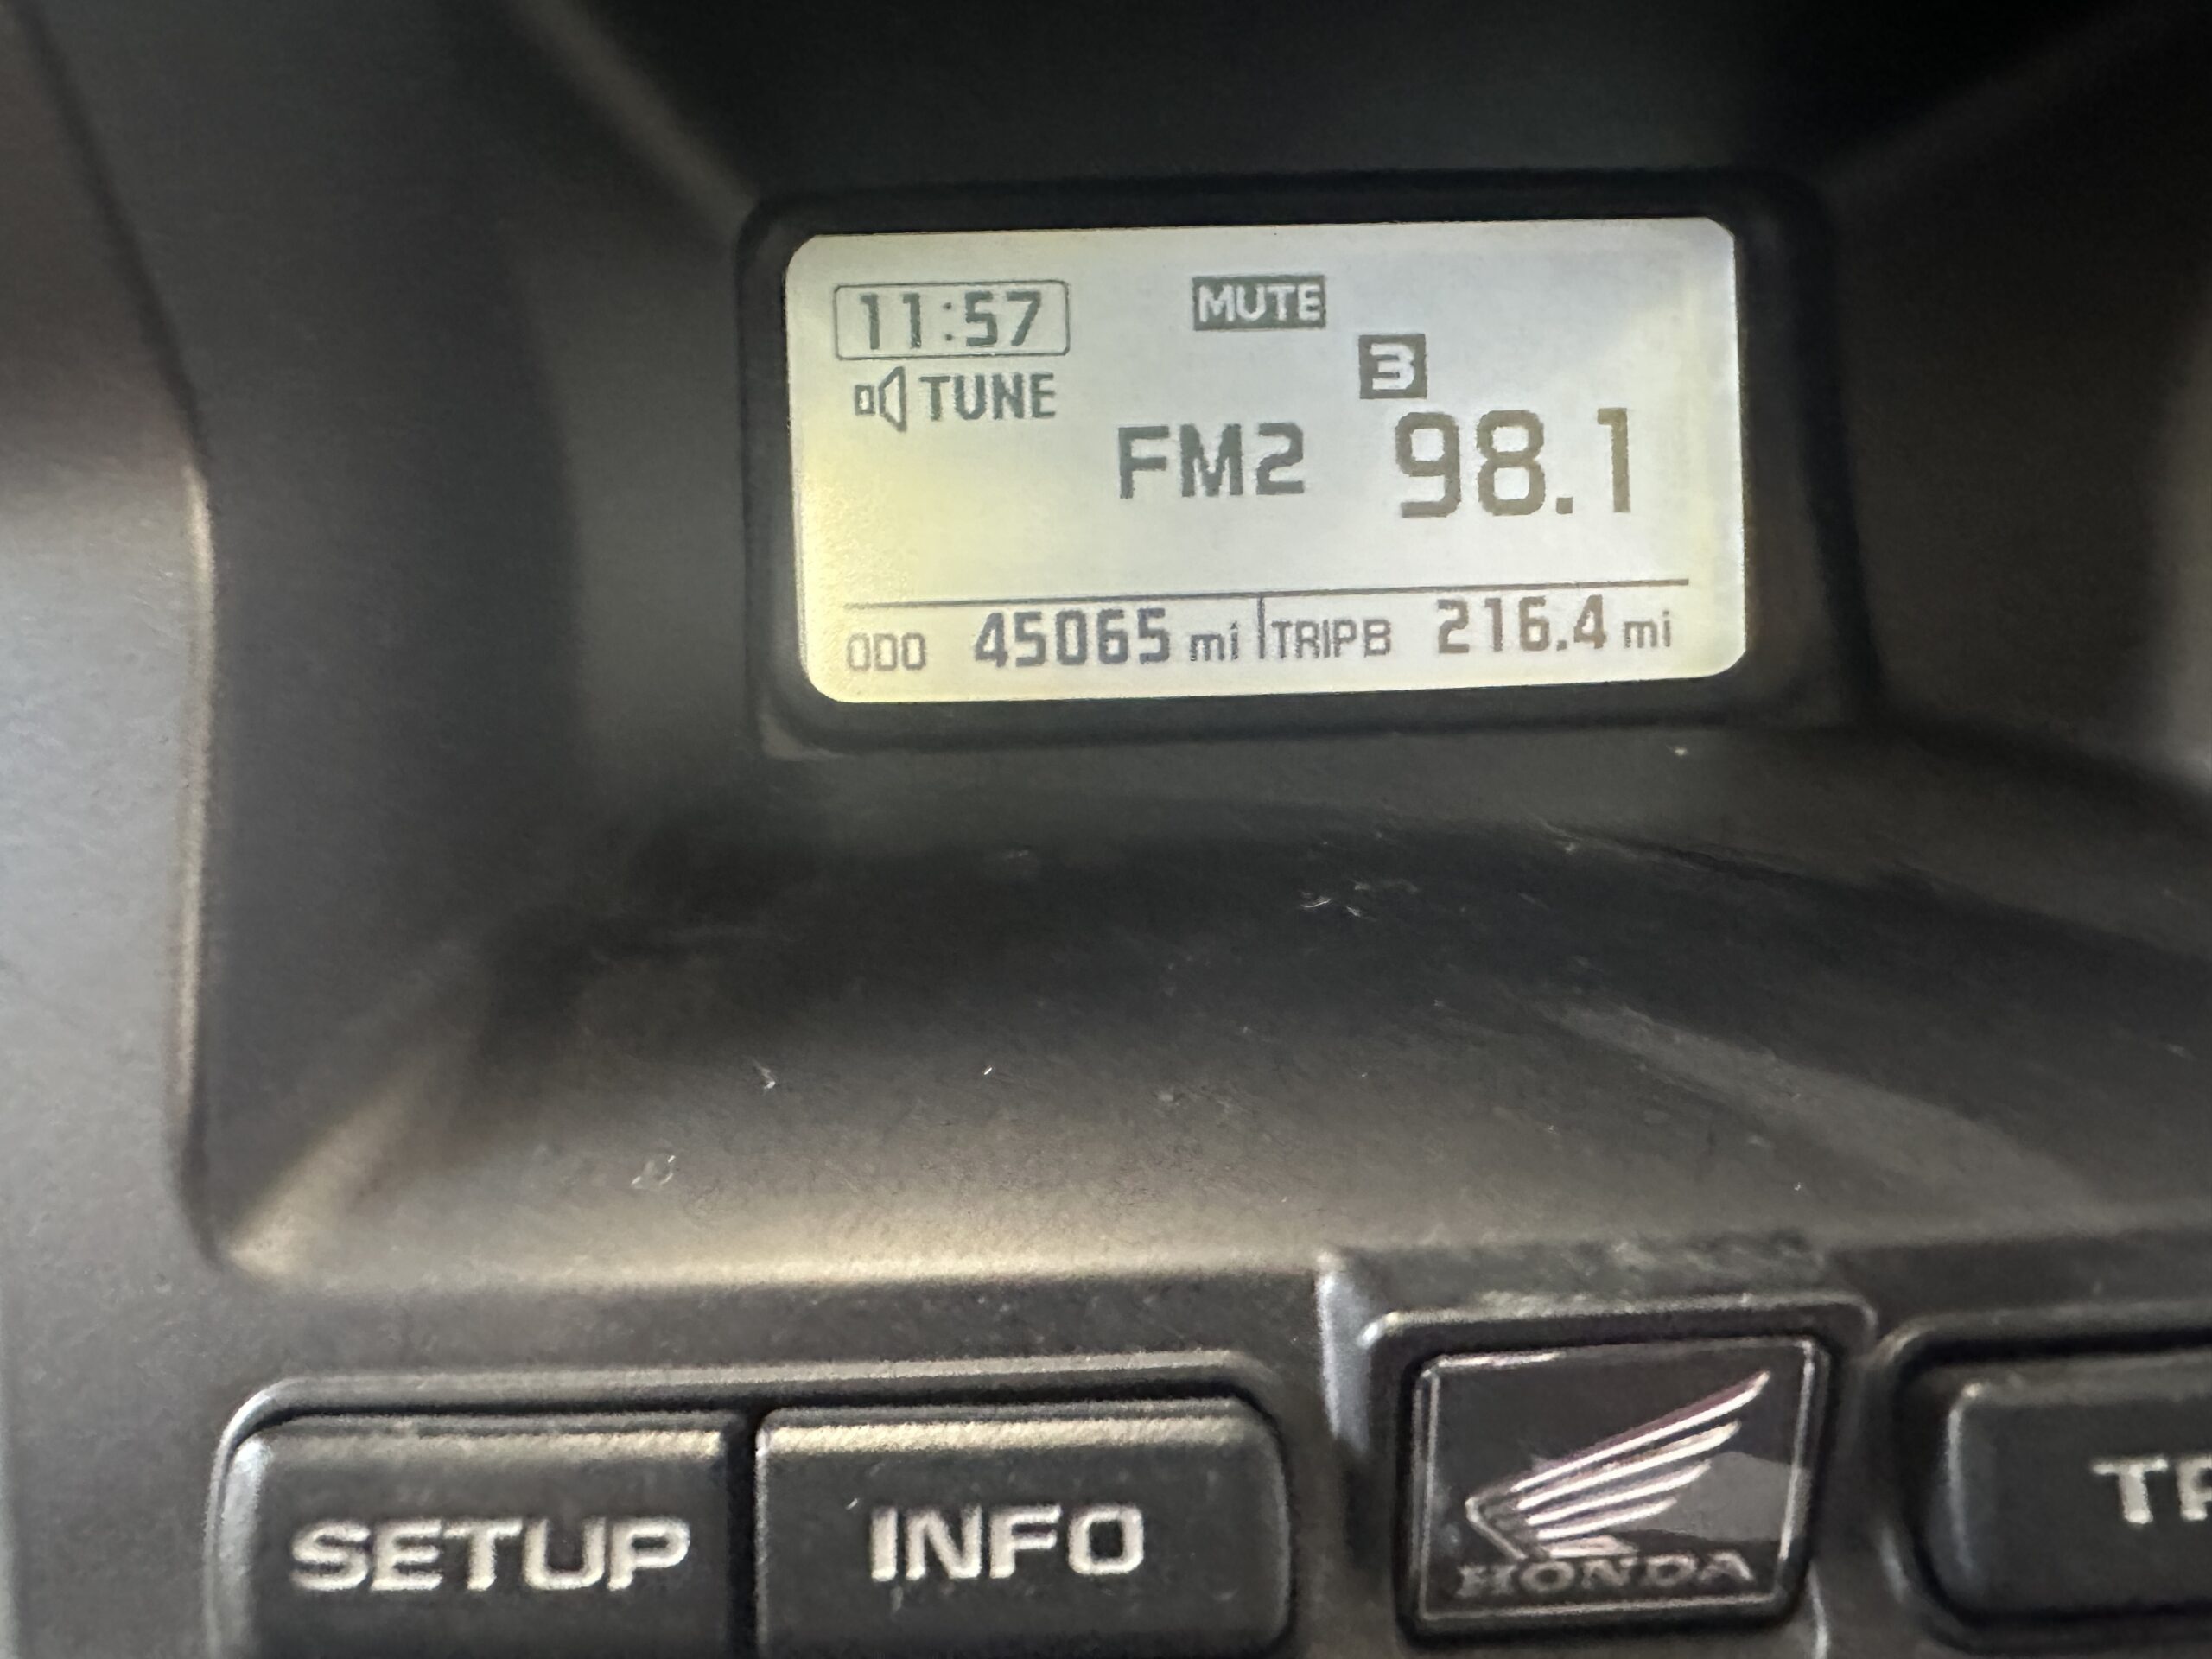 11:57 MUTE
3
TUNE
FM2 98.1
ODO 45065 mi TRIPB 216.4 mi
SETUP INFO HONDA